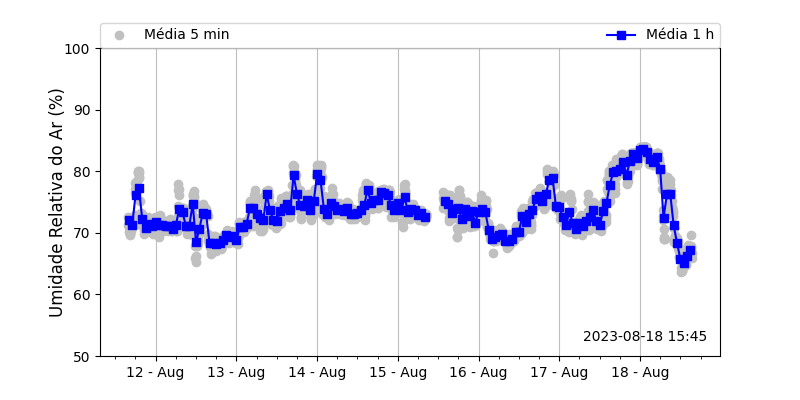 Média 5 min
Média 1 h
Umidade Relativa do Ar (%)
100
90
80
70
60
50
2023-08-18 15:45
12 - Aug
13 - Aug
14 - Aug
15 - Aug
16 - Aug
17 - Aug
18 - Aug